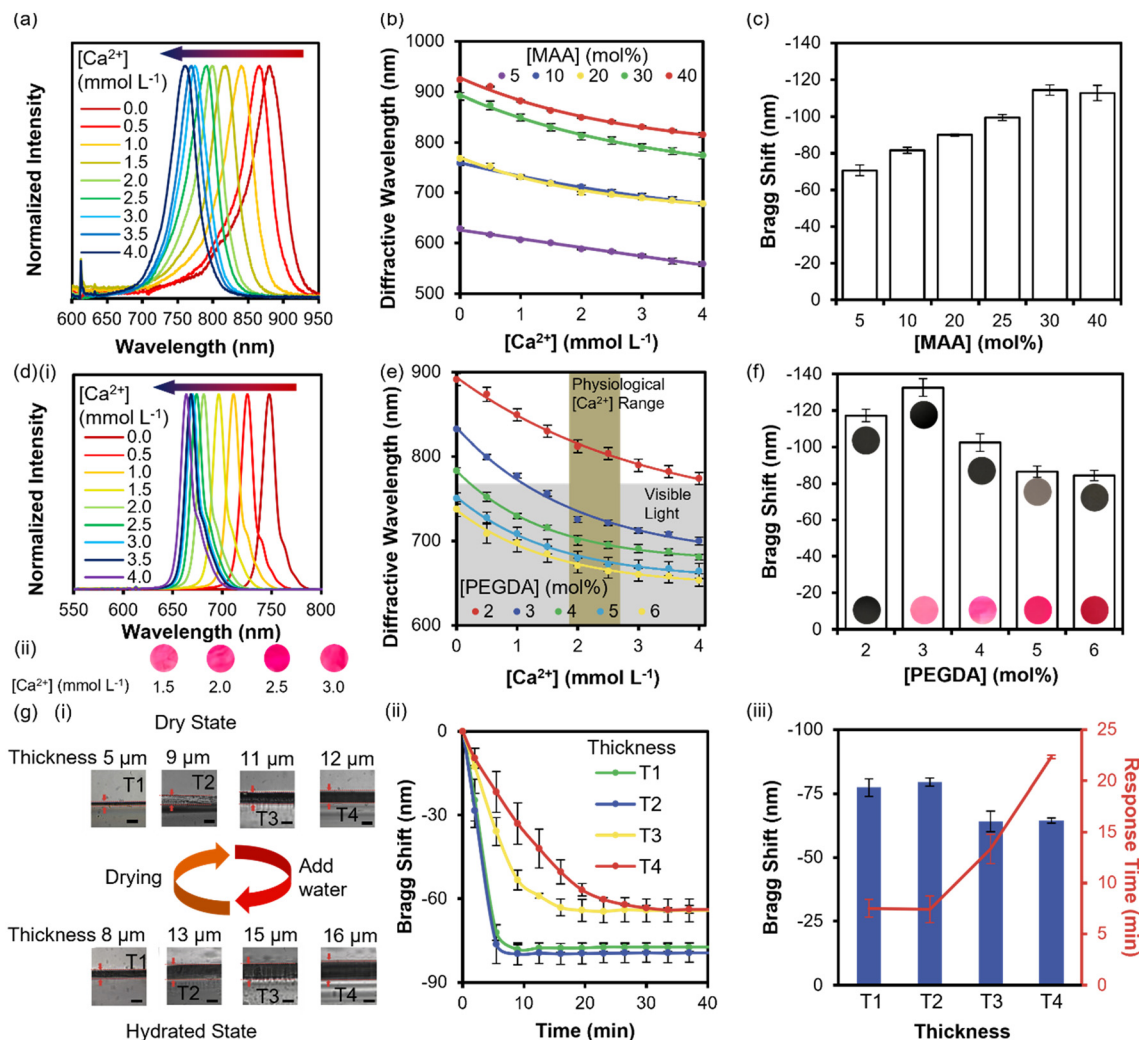 (a)
[Ca²⁺]
(mmol L⁻¹)
0.0
0.5
1.0
1.5
2.0
2.5
3.0
3.5
4.0
Normalized Intensity
600 650 700 750 800 850 900 950
Wavelength (nm)
(b)
[MAA] (mol%)
5 10 20 30 40
Diffractive Wavelength (nm)
1000
900
800
700
600
500
0 1 2 3 4
[Ca²⁺] (mmol L⁻¹)
(c)
Bragg Shift (nm)
-140
-120
-100
-80
-60
-40
-20
0
5 10 20 25 30 40
[MAA] (mol%)
(d)(i)
[Ca²⁺]
(mmol L⁻¹)
0.0
0.5
1.0
1.5
2.0
2.5
3.0
3.5
4.0
Normalized Intensity
550 600 650 700 750 800
Wavelength (nm)
(ii)
[Ca²⁺] (mmol L⁻¹) 1.5 2.0 2.5 3.0
(e)
Physiological
[Ca²⁺] Range
Visible
Light
[PEGDA] (mol%)
2 3 4 5 6
Diffractive Wavelength (nm)
900
800
700
600
0 1 2 3 4
[Ca²⁺] (mmol L⁻¹)
(f)
Bragg Shift (nm)
-140
-120
-100
-80
-60
-40
-20
0
2 3 4 5 6
[PEGDA] (mol%)
(g) (i)
Dry State
Thickness 5 µm 9 µm 11 µm 12 µm
T1 T2 T3 T4
Drying
Add
water
Thickness 8 µm 13 µm 15 µm 16 µm
T1 T2 T3 T4
Hydrated State
(ii)
Thickness
T1
T2
T3
T4
Bragg Shift (nm)
0
-30
-60
-90
0 10 20 30 40
Time (min)
(iii)
Bragg Shift (nm)
-100
-75
-50
-25
0
Response Time (min)
25
20
15
10
5
0
T1 T2 T3 T4
Thickness